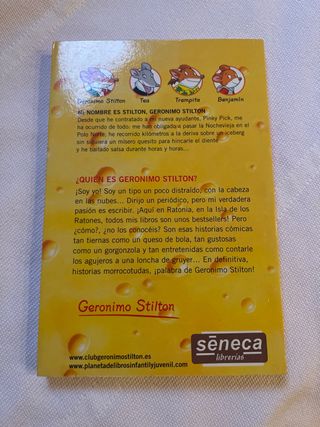 Geronimo Stilton Tea Trampita Benjamín
MI NOMBRE ES STILTON, GERONIMO STILTON
Desde que he contratado a mi nueva ayudante, Pinky Pick, me
ha ocurrido de todo: me han obligado a pasar la Nochevieja en el
Polo Norte, he recorrido kilómetros a la deriva sobre un iceberg
sin siquiera un mísero quesito para hincarle el diente
y he bailado salsa durante horas y horas...
¿QUIÉN ES GERONIMO STILTON?
¡Soy yo! Soy un tipo un poco distraído, con la cabeza
en las nubes... Dirijo un periódico, pero mi verdadera
pasión es escribir. ¡Aquí en Ratonia, en la Isla de los
Ratones, todos mis libros son unos bestsellers! Pero
¿cómo?, ¿no los conocéis? Son esas historias cómicas
tan tiernas como un queso de bola, tan gustosas
como un gorgonzola y tan entretenidas como contarle
los agujeros a una loncha de gruyer... En definitiva,
historias morrocotudas, ¡palabra de Geronimo Stilton!
Geronimo Stilton
www.clubgeronimostilton.es
www.planetadelibrosinfantilyjuvenil.com
sēneca
librerías